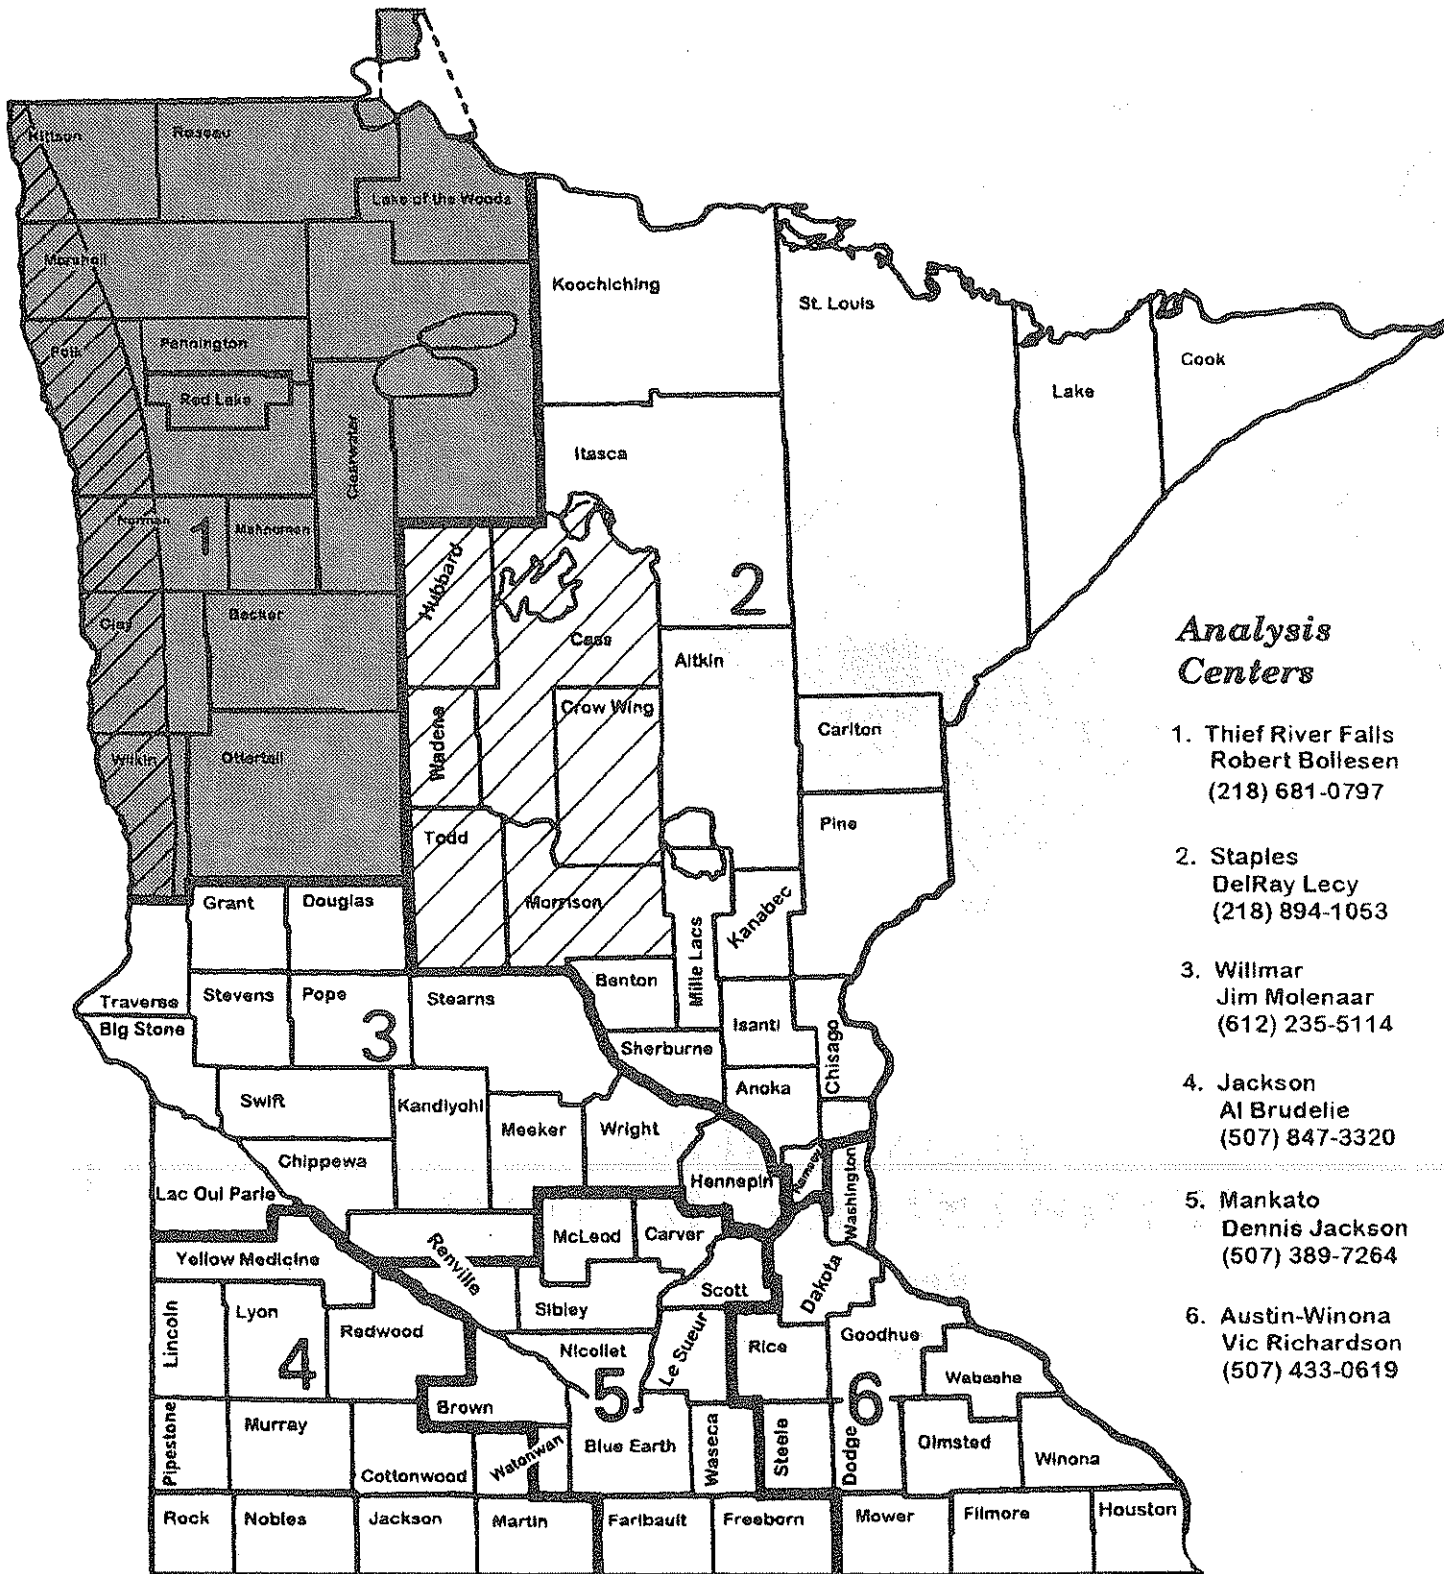 Kittson
Roseau
Lake of the Woods
Marshall
Koochiching
St. Louis
Polk
Pennington
Cook
Lake
Red Lake
Clearwater
Itasca
Norman
1
Mahnomen
Hubbard
2
Clay
Becker
Cass
Aitkin
Wadena
Crow Wing
Carlton
Wilkin
Ottertail
Todd
Pine
Grant
Douglas
Morrison
Kanabec
Mille Lacs
Benton
Traverse
Stevens
Pope
Stearns
Big Stone
3
Isanti
Sherburne
Chisago
Anoka
Swift
Kandiyohi
Meeker
Wright
Chippewa
Hennepin
Ramsey
Washington
Lac Qui Parle
McLeod
Carver
Renville
Yellow Medicine
Scott
Dakota
Lincoln
Lyon
Sibley
Redwood
Le Sueur
Rice
Goodhue
Nicollet
4
5
6
Wabasha
Pipestone
Murray
Brown
Blue Earth
Waseca
Steele
Dodge
Olmsted
Winona
Cottonwood
Watonwan
Rock
Nobles
Jackson
Martin
Faribault
Freeborn
Mower
Filmore
Houston
Analysis
Centers
1. Thief River Falls
Robert Bollesen
(218) 681-0797
2. Staples
DelRay Lecy
(218) 894-1053
3. Willmar
Jim Molenaar
(612) 235-5114
4. Jackson
Al Brudelie
(507) 847-3320
5. Mankato
Dennis Jackson
(507) 389-7264
6. Austin-Winona
Vic Richardson
(507) 433-0619